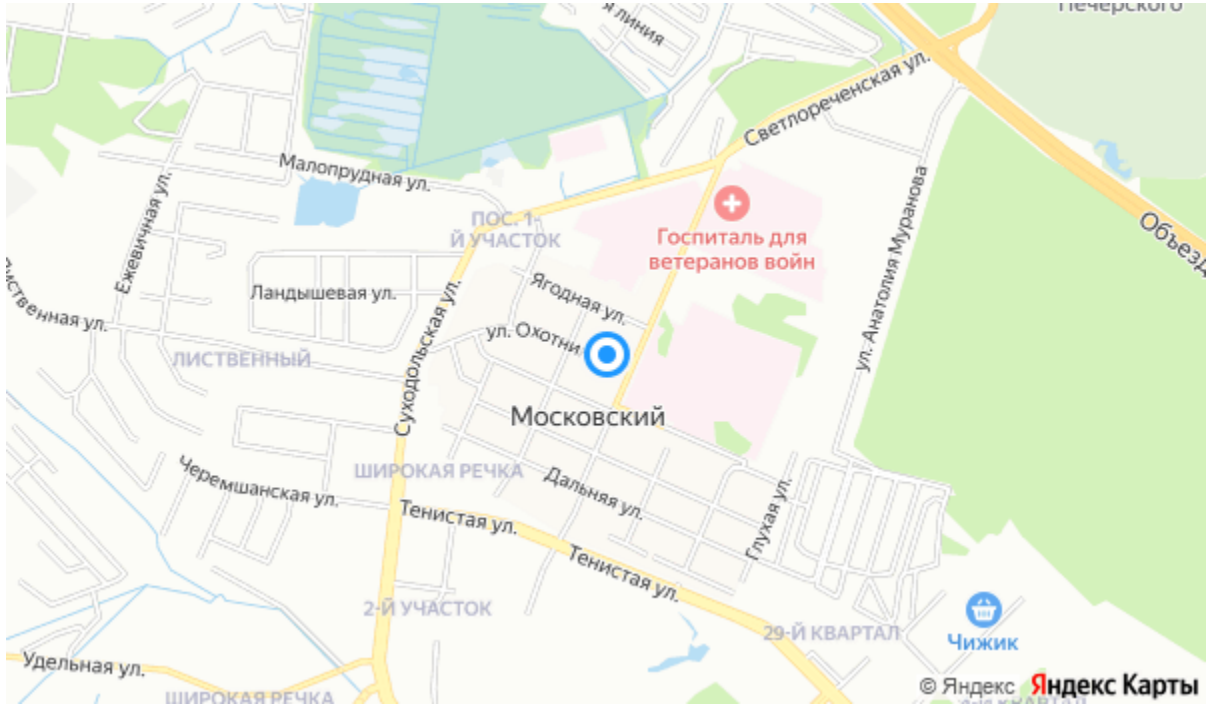 Печерского
я линия
Светлореченская ул.
Малопрудная ул.
Ежевичная ул.
ПОС. 1-
Й УЧАСТОК
Госпиталь для
ветеранов войн
ул. Анатолия Муранова
Объезд
Ягодная ул.
Ландышевая ул.
Лиственная ул.
ул. Охотни
ЛИСТВЕННЫЙ
Суходольская ул.
Московский
ШИРОКАЯ РЕЧКА
Черемшанская ул.
Дальняя ул.
Глухая ул.
Тенистая ул.
Тенистая ул.
2-Й УЧАСТОК
29-Й КВАРТАЛ
Чижик
Удельная ул.
ШИРОКАЯ РЕЧКА
© Яндекс Яндекс Карты